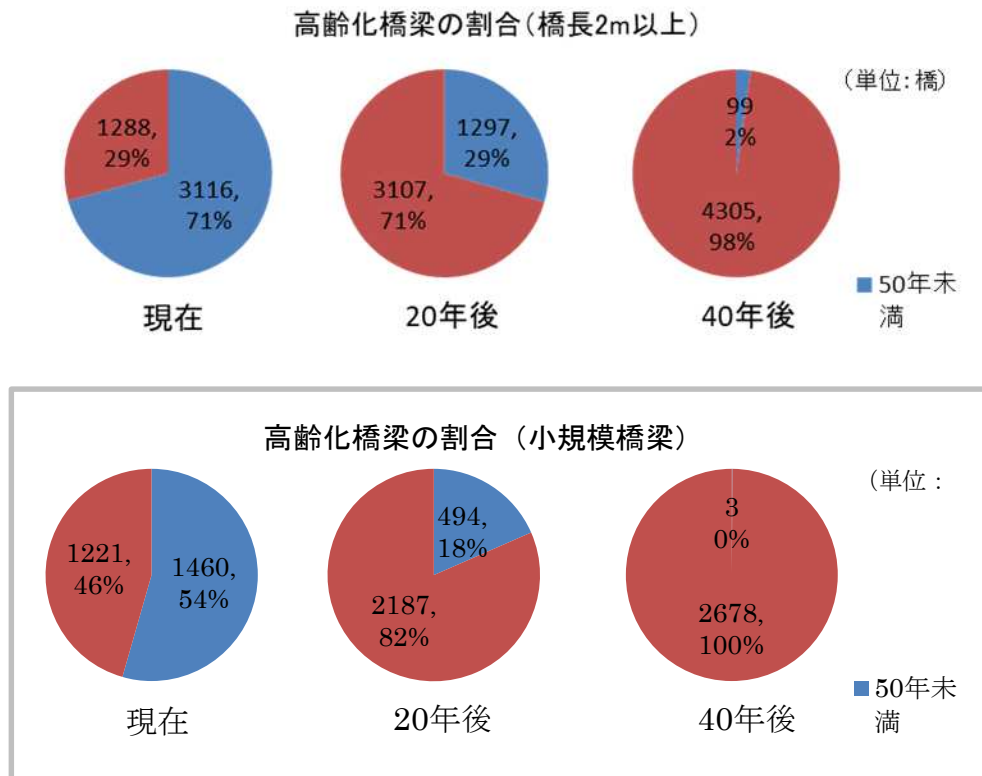 高齢化橋梁の割合(橋長2m以上)
(単位:橋)
1288,
29%
3116,
71%
現在
1297,
29%
3107,
71%
20年後
99
2%
4305,
98%
40年後
50年未
満
高齢化橋梁の割合（小規模橋梁）
（単位：
1221,
46%
1460,
54%
現在
494,
18%
2187,
82%
20年後
3
0%
2678,
100%
40年後
50年未
満